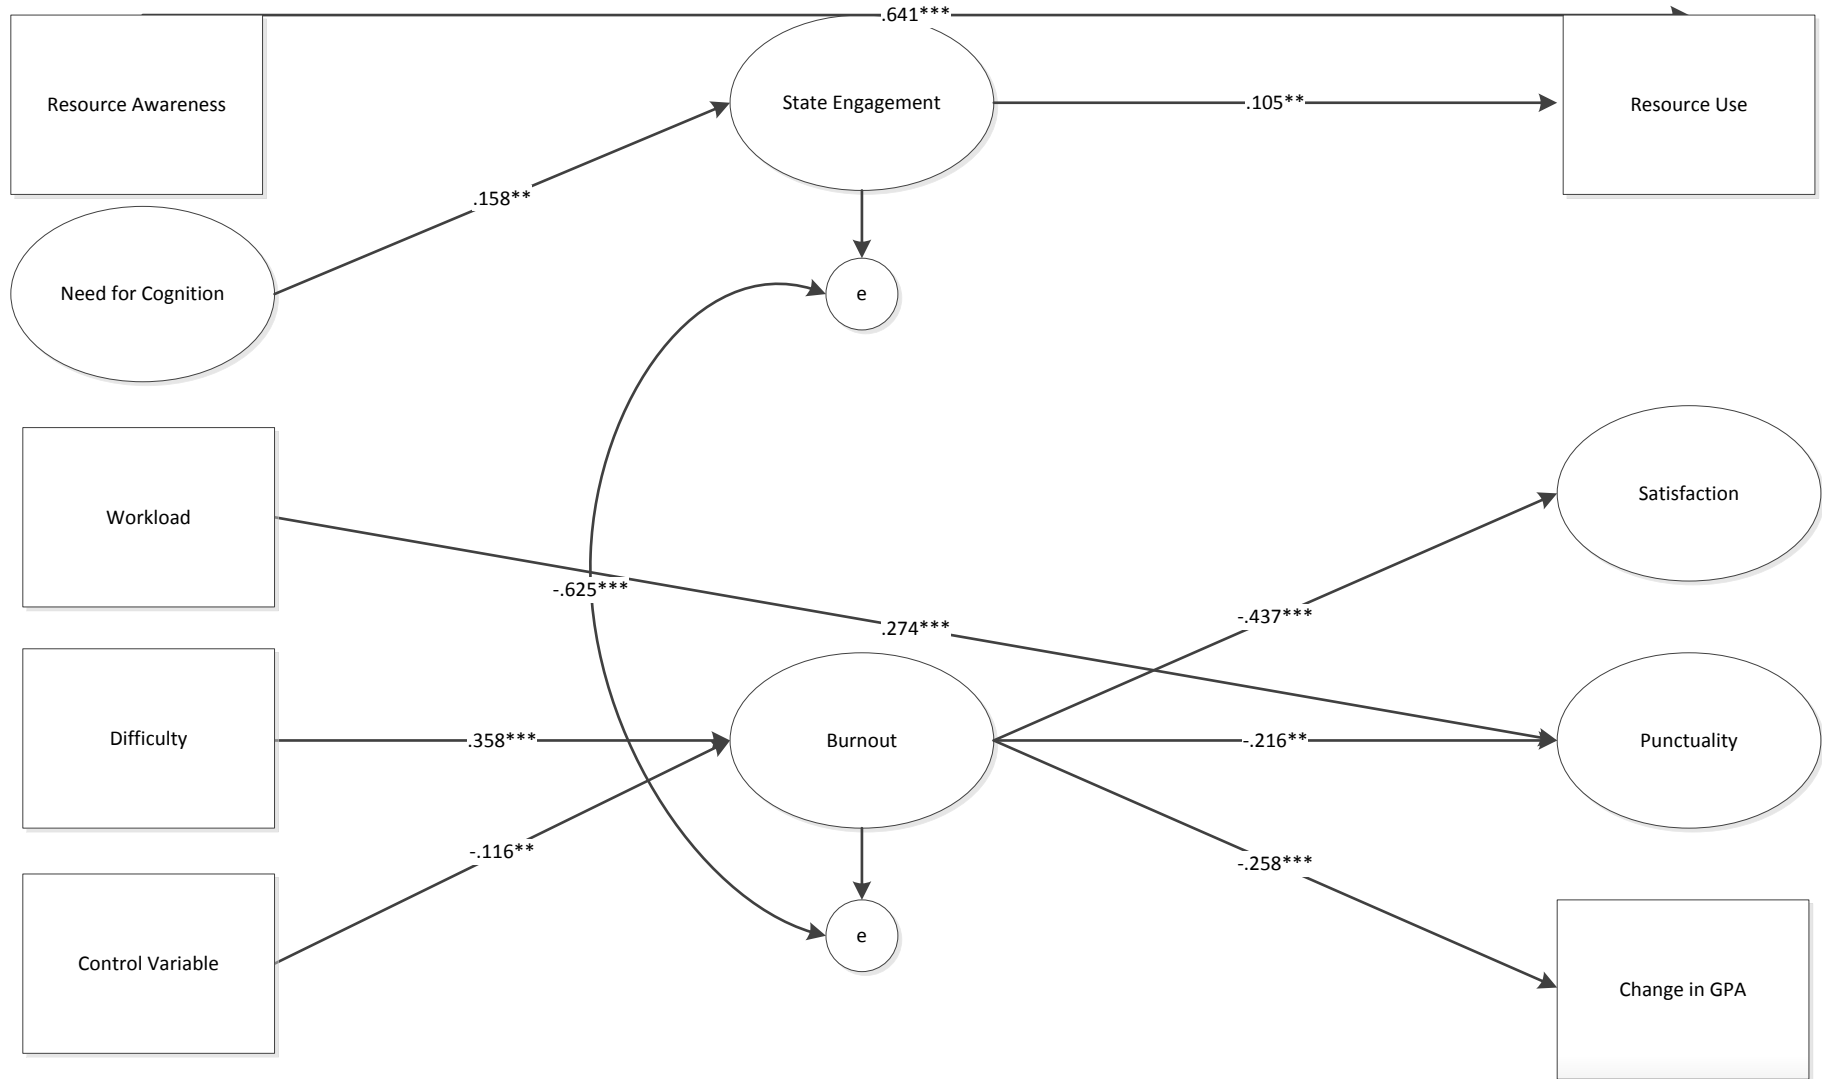 .641***
Resource Awareness
State Engagement
.105**
Resource Use
.158**
Need for Cognition
e
Workload
Satisfaction
-.625***
.274***
-.437***
Difficulty
.358***
Burnout
-.216**
Punctuality
-.116**
-.258***
Control Variable
e
Change in GPA